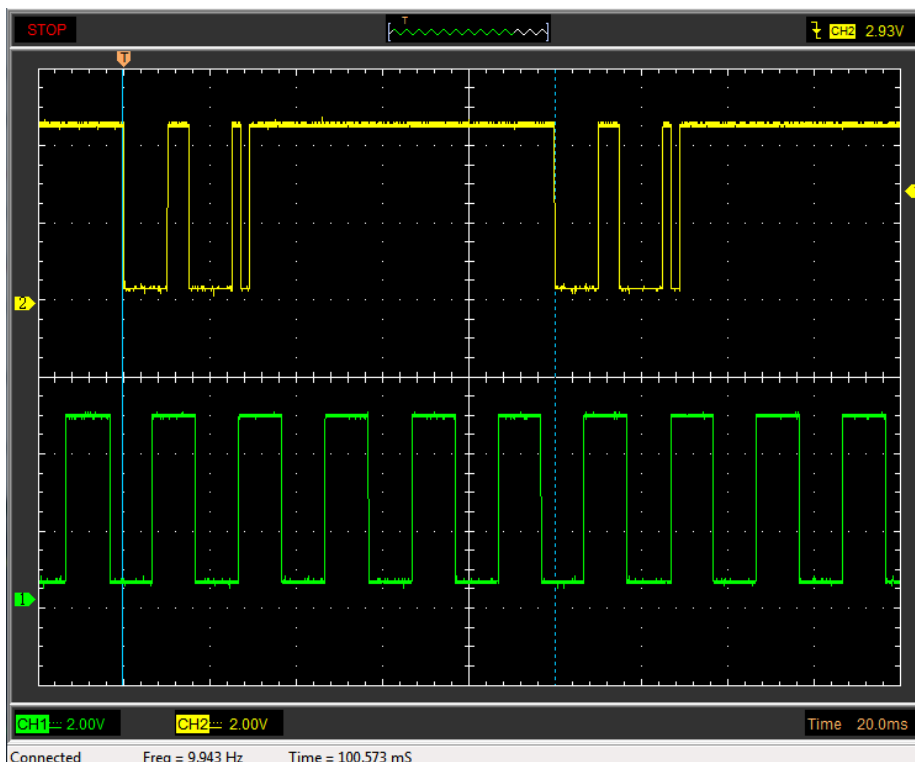 STOP
T
CH2 2.93V
T
2
1
CH1 2.00V CH2 2.00V Time 20.0ms
Connected Freq = 9.943 Hz Time = 100.573 mS